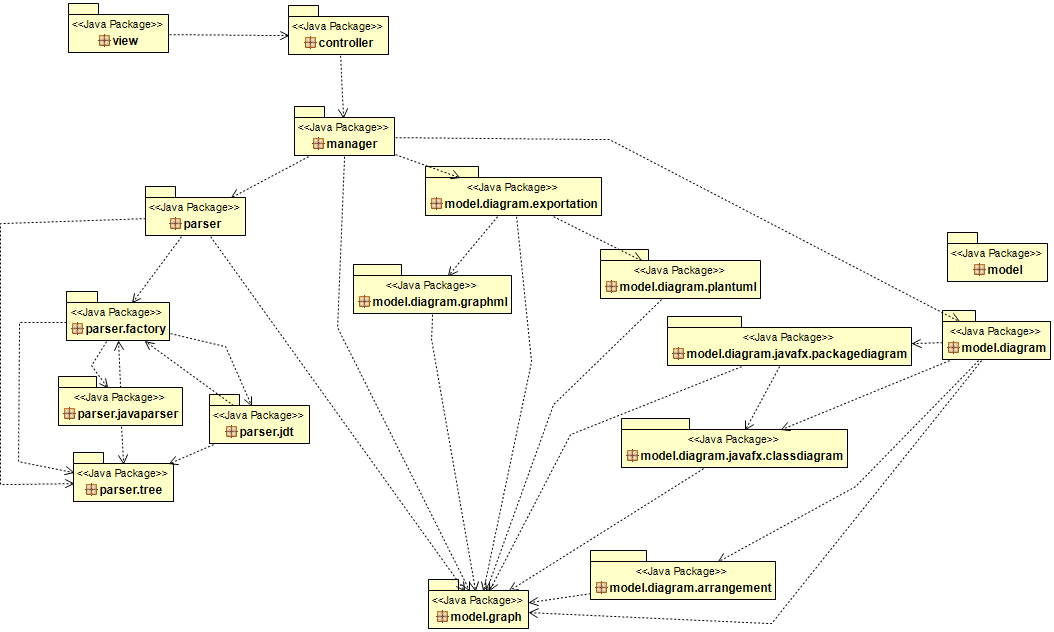 <<Java Package>>
view
<<Java Package>>
controller
<<Java Package>>
manager
<<Java Package>>
model.diagram.exportation
<<Java Package>>
parser
<<Java Package>>
model
<<Java Package>>
model.diagram.plantuml
<<Java Package>>
model.diagram.graphml
<<Java Package>>
parser.factory
<<Java Package>>
model.diagram
<<Java Package>>
model.diagram.javafx.packagediagram
<<Java Package>>
parser.javaparser
<<Java Package>>
parser.jdt
<<Java Package>>
model.diagram.javafx.classdiagram
<<Java Package>>
parser.tree
<<Java Package>>
model.diagram.arrangement
<<Java Package>>
model.graph